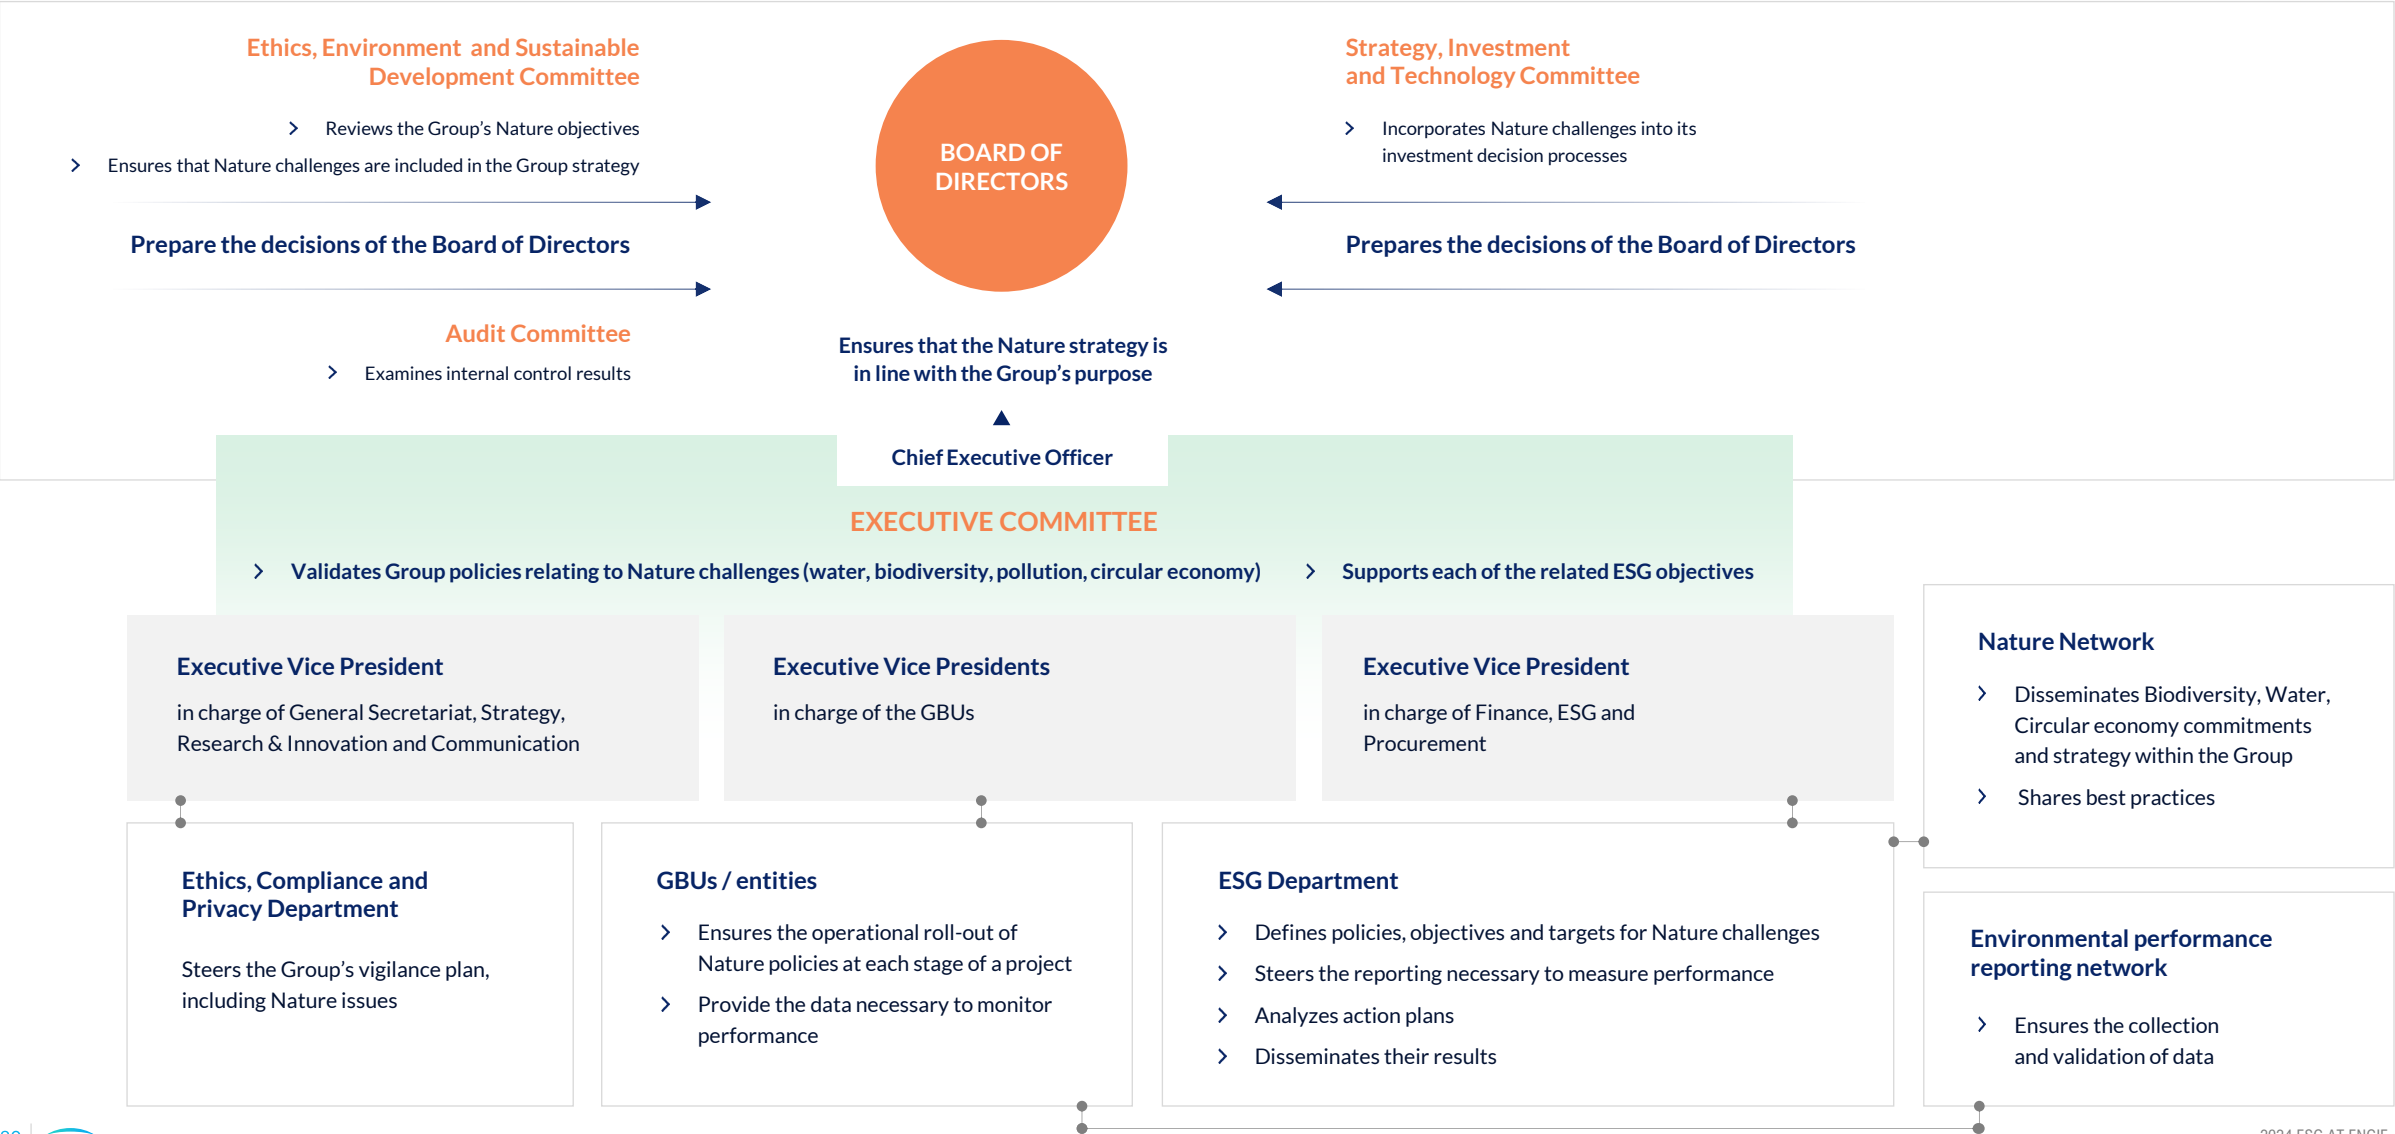 Ethics, Environment and Sustainable
Development Committee
Reviews the Group's Nature objectives
Ensures that Nature challenges are included in the Group strategy
Prepare the decisions of the Board of Directors
Audit Committee
Examines internal control results
BOARD OF
DIRECTORS
Ensures that the Nature strategy is
in line with the Group's purpose
Chief Executive Officer
Strategy, Investment
and Technology Committee
Incorporates Nature challenges into its
investment decision processes
Prepares the decisions of the Board of Directors
EXECUTIVE COMMITTEE
Validates Group policies relating to Nature challenges (water, biodiversity, pollution, circular economy)
Supports each of the related ESG objectives
Executive Vice President
in charge of General Secretariat, Strategy,
Research & Innovation and Communication
Executive Vice Presidents
in charge of the GBUs
Executive Vice President
in charge of Finance, ESG and
Procurement
Nature Network
Disseminates Biodiversity, Water,
Circular economy commitments
and strategy within the Group
Shares best practices
Ethics, Compliance and
Privacy Department
Steers the Group's vigilance plan,
including Nature issues
GBUs / entities
Ensures the operational roll-out of
Nature policies at each stage of a project
Provide the data necessary to monitor
performance
ESG Department
Defines policies, objectives and targets for Nature challenges
Steers the reporting necessary to measure performance
Analyzes action plans
Disseminates their results
Environmental performance
reporting network
Ensures the collection
and validation of data
2024 ESG AT ENGIE